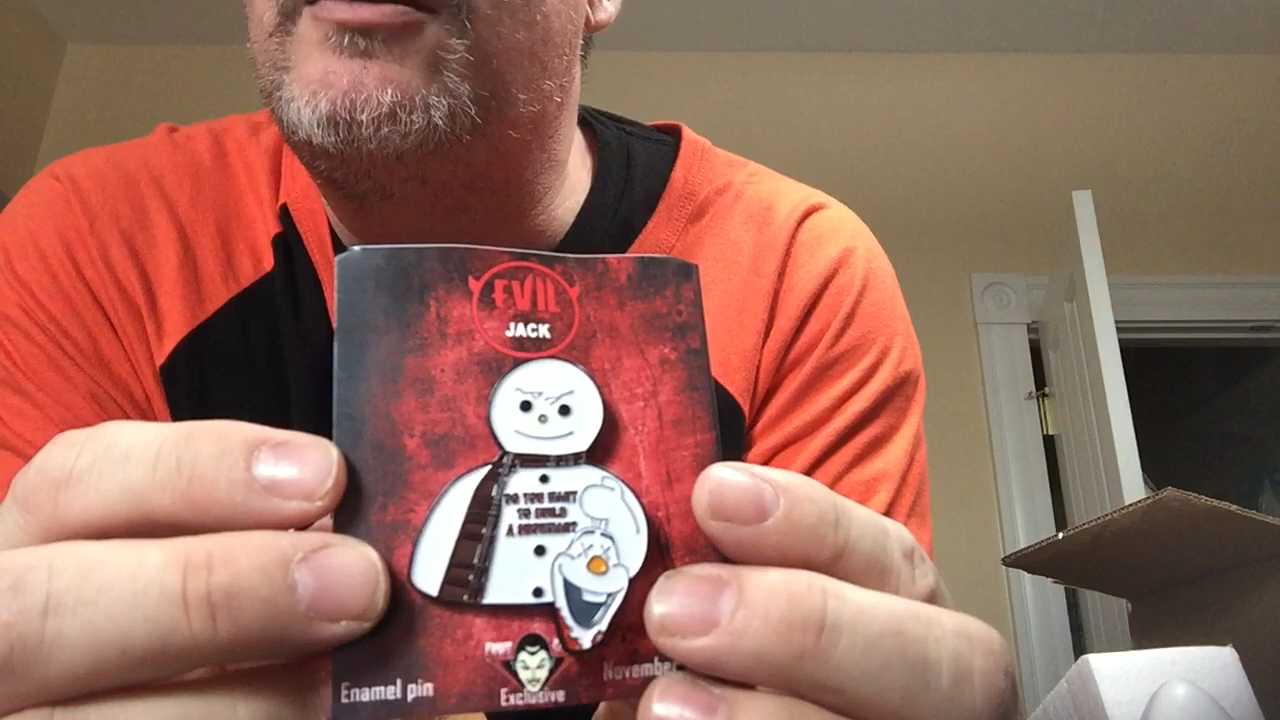 EVIL
JACK
DO YOU WANT
TO BUILD
A SNOWMAN?
November
Enamel pin
Exclusive